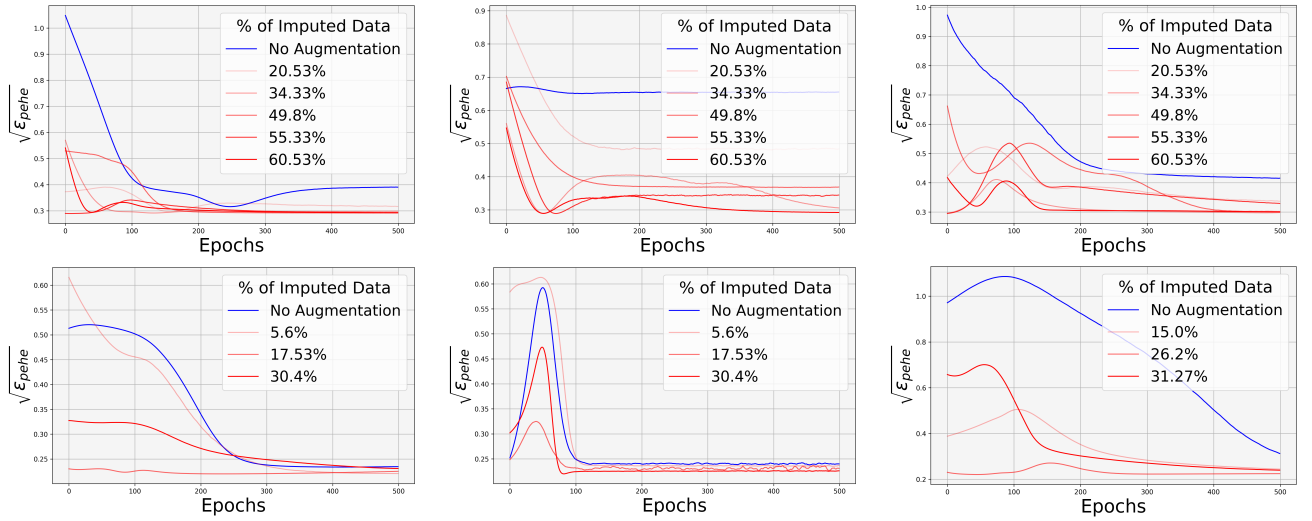 % of Imputed Data
No Augmentation
20.53%
34.33%
49.8%
55.33%
60.53%
√ε_pehe
1.0
0.9
0.8
0.7
0.6
0.5
0.4
0.3
0 100 200 300 400 500
Epochs
% of Imputed Data
No Augmentation
20.53%
34.33%
49.8%
55.33%
60.53%
√ε_pehe
0.9
0.8
0.7
0.6
0.5
0.4
0.3
0 100 200 300 400 500
Epochs
% of Imputed Data
No Augmentation
20.53%
34.33%
49.8%
55.33%
60.53%
√ε_pehe
1.0
0.9
0.8
0.7
0.6
0.5
0.4
0.3
0 100 200 300 400 500
Epochs
% of Imputed Data
No Augmentation
5.6%
17.53%
30.4%
√ε_pehe
0.60
0.55
0.50
0.45
0.40
0.35
0.30
0.25
0 100 200 300 400 500
Epochs
% of Imputed Data
No Augmentation
5.6%
17.53%
30.4%
√ε_pehe
0.60
0.55
0.50
0.45
0.40
0.35
0.30
0.25
0 100 200 300 400 500
Epochs
% of Imputed Data
No Augmentation
15.0%
26.2%
31.27%
√ε_pehe
1.0
0.8
0.6
0.4
0.2
0 100 200 300 400 500
Epochs